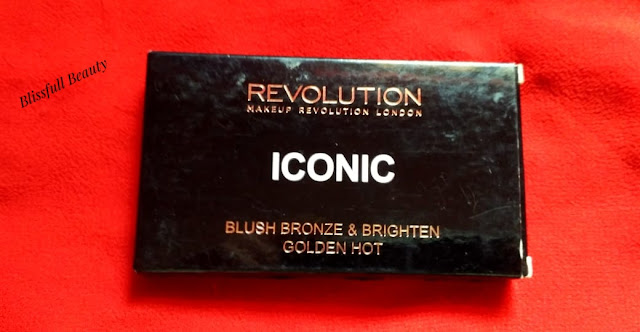 Blissfull Beauty
REVOLUTION
MAKEUP REVOLUTION LONDON
ICONIC
BLUSH BRONZE & BRIGHTEN
GOLDEN HOT